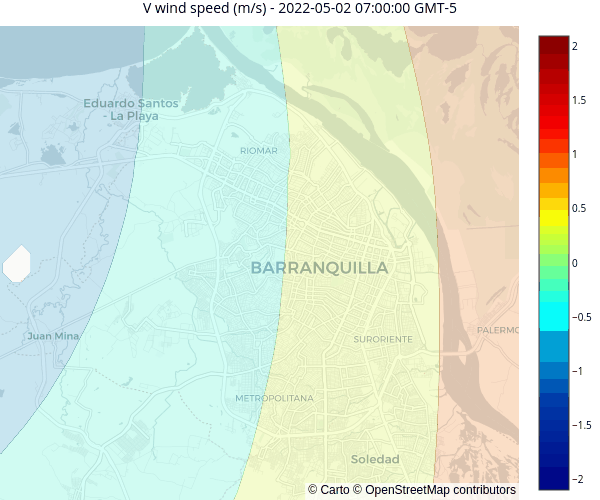 V wind speed (m/s) - 2022-05-02 07:00:00 GMT-5
2
1.5
1
0.5
0
−0.5
−1
−1.5
−2
Eduardo Santos
- La Playa
RIOMAR
BARRANQUILLA
Juan Mina
SURORIENTE
PALERMO
METROPOLITANA
Soledad
© Carto © OpenStreetMap contributors